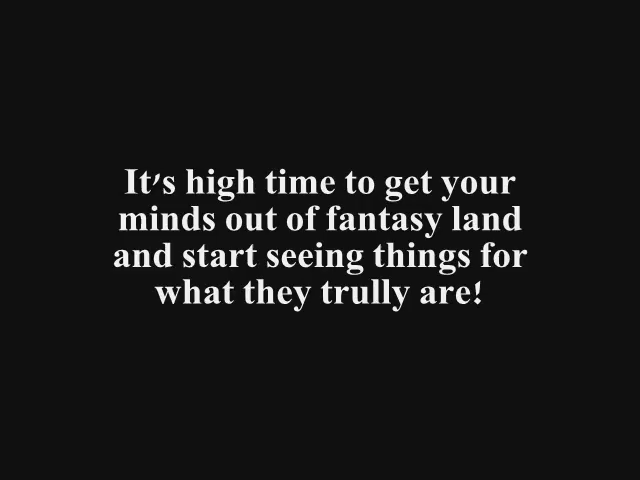 It's high time to get your
minds out of fantasy land
and start seeing things for
what they trully are!